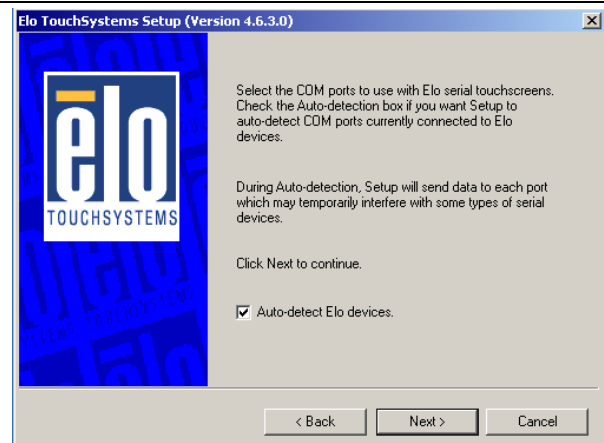 Elo TouchSystems Setup (Version 4.6.3.0)
Select the COM ports to use with Elo serial touchscreens.
Check the Auto-detection box if you want Setup to
auto-detect COM ports currently connected to Elo
devices.
During Auto-detection, Setup will send data to each port
which may temporarily interfere with some types of serial
devices.
Click Next to continue.
Auto-detect Elo devices.
ēlo
TOUCHSYSTEMS
< Back
Next >
Cancel